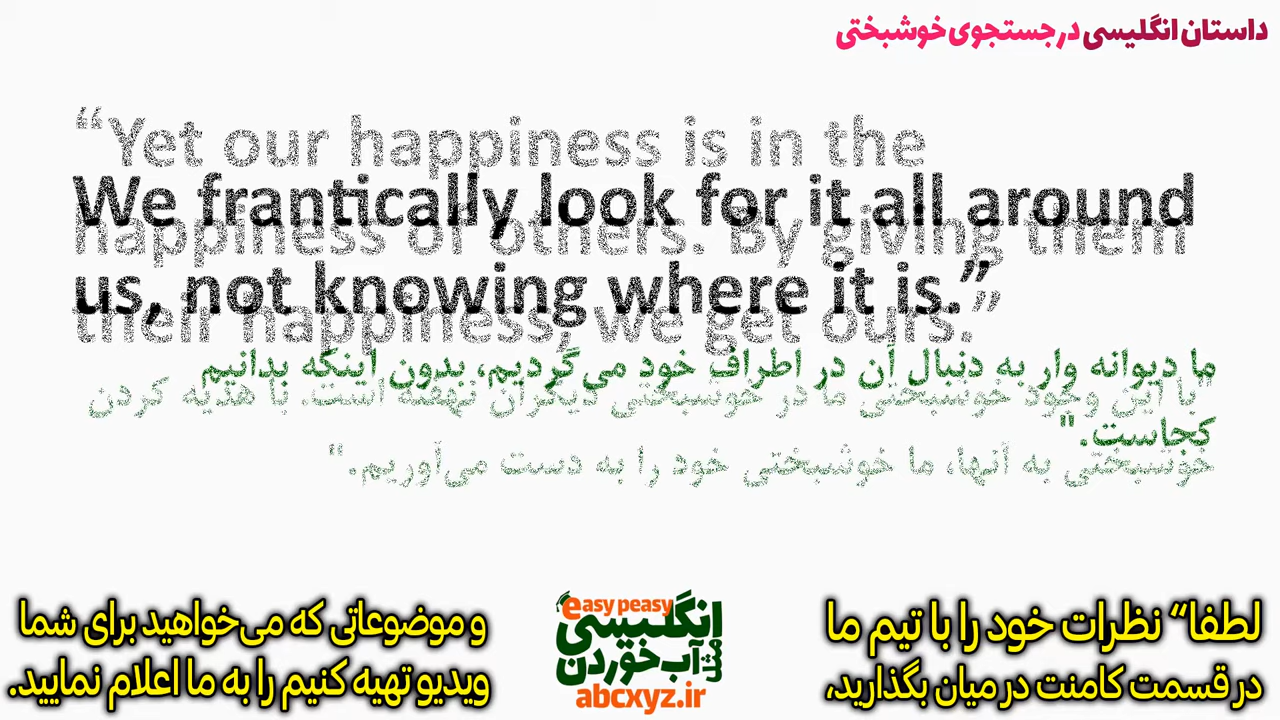 داستان انگلیسی در جستجوی خوشبختی
“Yet our happiness is in the
happiness of others. By giving them
their happiness, we get ours.”
We frantically look for it all around
us, not knowing where it is.”
ما دیوانه وار به دنبال آن در اطراف خود می‌گردیم، بدون اینکه بدانیم
کجاست."
"با این وجود خوشبختی ما در خوشبختی دیگران نهفته است. با هدیه کردن
خوشبختی به آنها، ما خوشبختی خود را به دست می‌آوریم."
لطفا“ نظرات خود را با تیم ما
در قسمت کامنت در میان بگذارید،
easy peasy
انگلیسی
مثل آب خوردن
abcxyz.ir
و موضوعاتی که می‌خواهید برای شما
ویدیو تهیه کنیم را به ما اعلام نمایید.